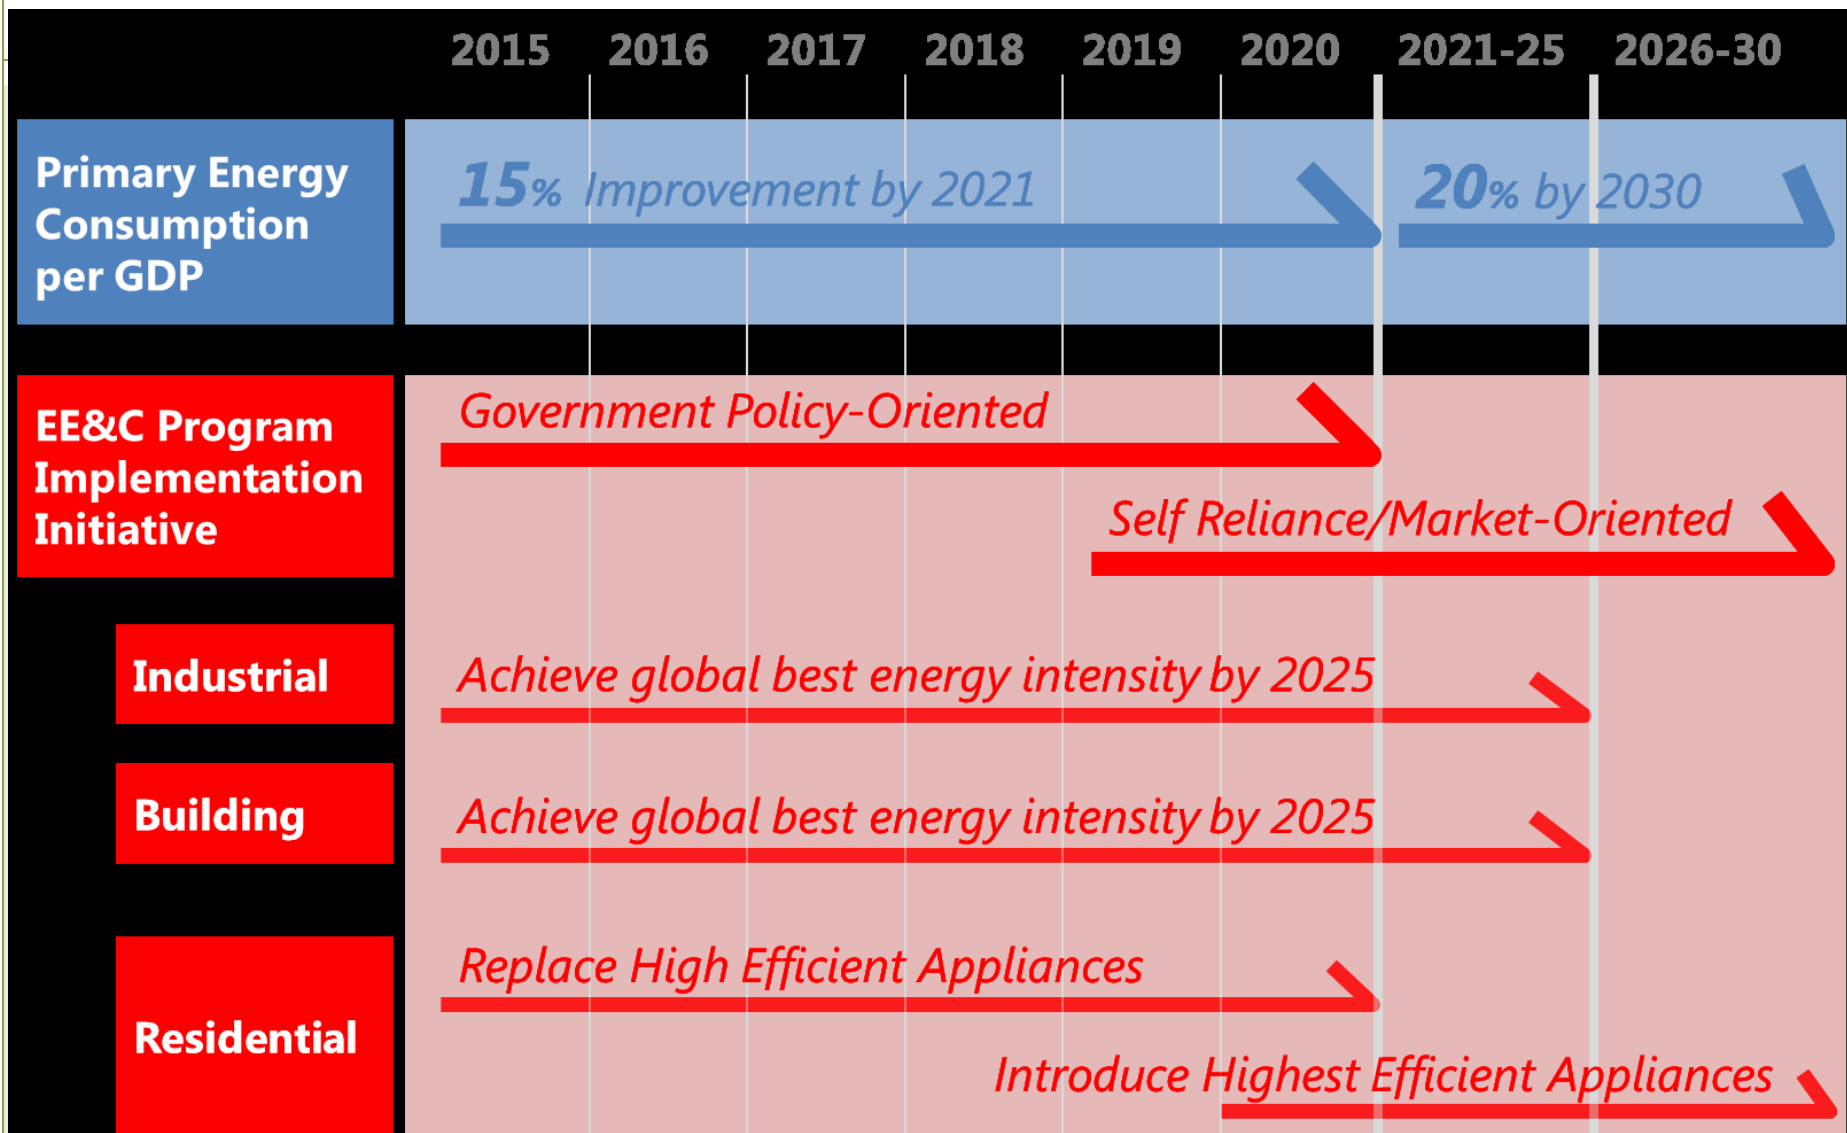 2015 2016 2017 2018 2019 2020 2021-25 2026-30
Primary Energy
Consumption
per GDP
15% Improvement by 2021
20% by 2030
EE&C Program
Implementation
Initiative
Government Policy-Oriented
Self Reliance/Market-Oriented
Industrial
Achieve global best energy intensity by 2025
Building
Achieve global best energy intensity by 2025
Residential
Replace High Efficient Appliances
Introduce Highest Efficient Appliances